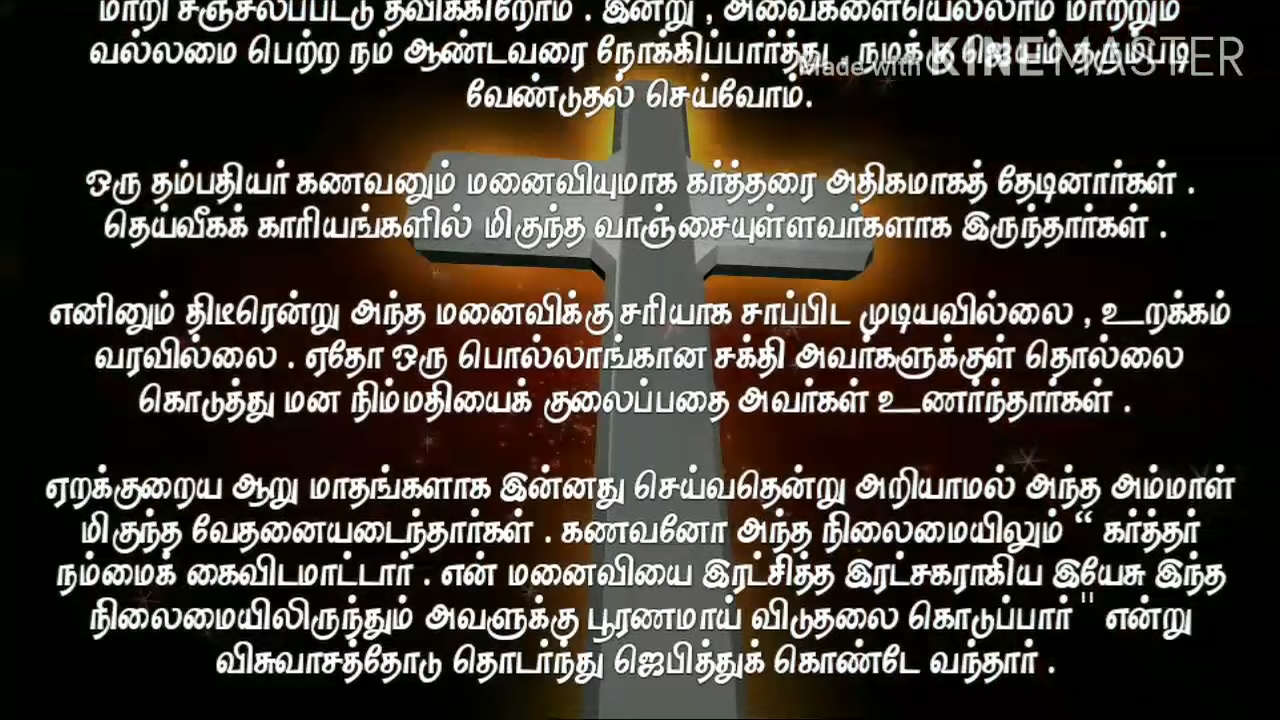 மாறி சஞ்சலப்பட்டு தவிக்கிறோம் . இன்று , அவைகளையெல்லாம் மாற்றும்
வல்லமை பெற்ற நம் ஆண்டவரை நோக்கிப்பார்த்து , நமக்கு ஜெயம் தரும்படி
Made with KINEMASTER
வேண்டுதல் செய்வோம்.
ஒரு தம்பதியர் கணவனும் மனைவியுமாக கர்த்தரை அதிகமாகத் தேடினார்கள் .
தெய்வீகக் காரியங்களில் மிகுந்த வாஞ்சையுள்ளவர்களாக இருந்தார்கள் .
எனினும் திடீரென்று அந்த மனைவிக்கு சரியாக சாப்பிட முடியவில்லை , உறக்கம்
வரவில்லை . ஏதோ ஒரு பொல்லாங்கான சக்தி அவர்களுக்குள் தொல்லை
கொடுத்து மன நிம்மதியைக் குலைப்பதை அவர்கள் உணர்ந்தார்கள் .
ஏறக்குறைய ஆறு மாதங்களாக இன்னது செய்வதென்று அறியாமல் அந்த அம்மாள்
மிகுந்த வேதனையடைந்தார்கள் . கணவனோ அந்த நிலைமையிலும் “ கர்த்தர்
நம்மைக் கைவிடமாட்டார் . என் மனைவியை இரட்சித்த இரட்சகராகிய இயேசு இந்த
நிலைமையிலிருந்தும் அவளுக்கு பூரணமாய் விடுதலை கொடுப்பார் " என்று
விசுவாசத்தோடு தொடர்ந்து ஜெபித்துக் கொண்டே வந்தார் .